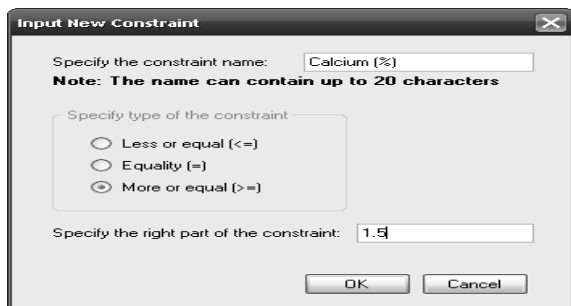 Input New Constraint
Specify the constraint name: Calcium (%)
Note: The name can contain up to 20 characters
Specify type of the constraint
Less or equal (<=)
Equality (=)
More or equal (>=)
Specify the right part of the constraint: 1.5
OK Cancel